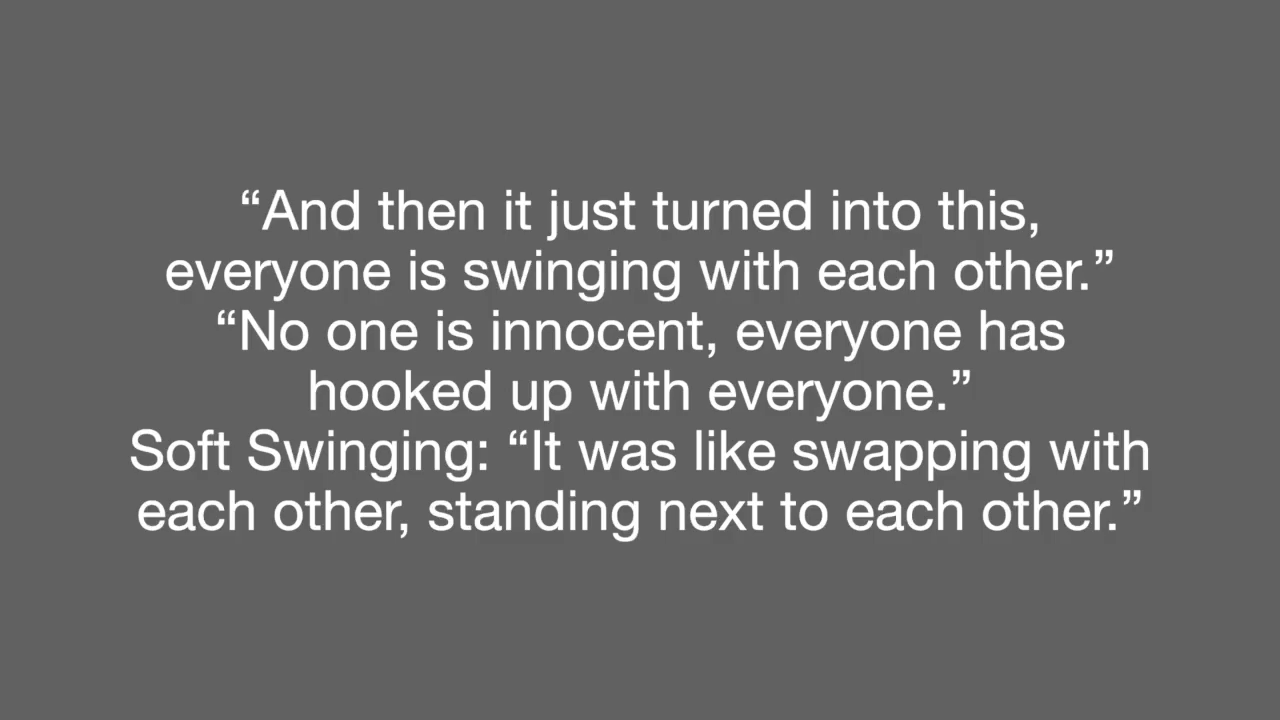 “And then it just turned into this,
everyone is swinging with each other.”
“No one is innocent, everyone has
hooked up with everyone.”
Soft Swinging: “It was like swapping with
each other, standing next to each other.”